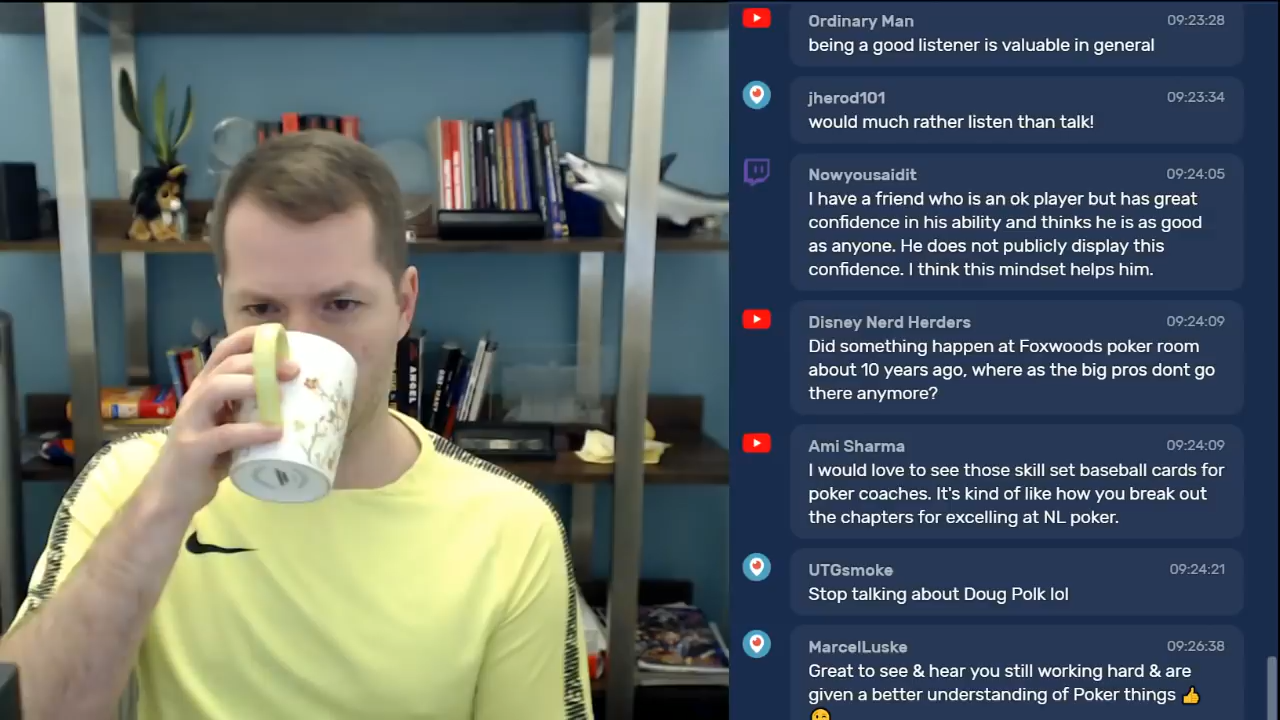 Ordinary Man 09:23:28
being a good listener is valuable in general
jherod101 09:23:34
would much rather listen than talk!
Nowyousaidit 09:24:05
I have a friend who is an ok player but has great
confidence in his ability and thinks he is as good
as anyone. He does not publicly display this
confidence. I think this mindset helps him.
Disney Nerd Herders 09:24:09
Did something happen at Foxwoods poker room
about 10 years ago, where as the big pros dont go
there anymore?
Ami Sharma 09:24:09
I would love to see those skill set baseball cards for
poker coaches. It's kind of like how you break out
the chapters for excelling at NL poker.
UTGsmoke 09:24:21
Stop talking about Doug Polk lol
MarcelLuske 09:26:38
Great to see & hear you still working hard & are
given a better understanding of Poker things 👍
😉
ANGEL